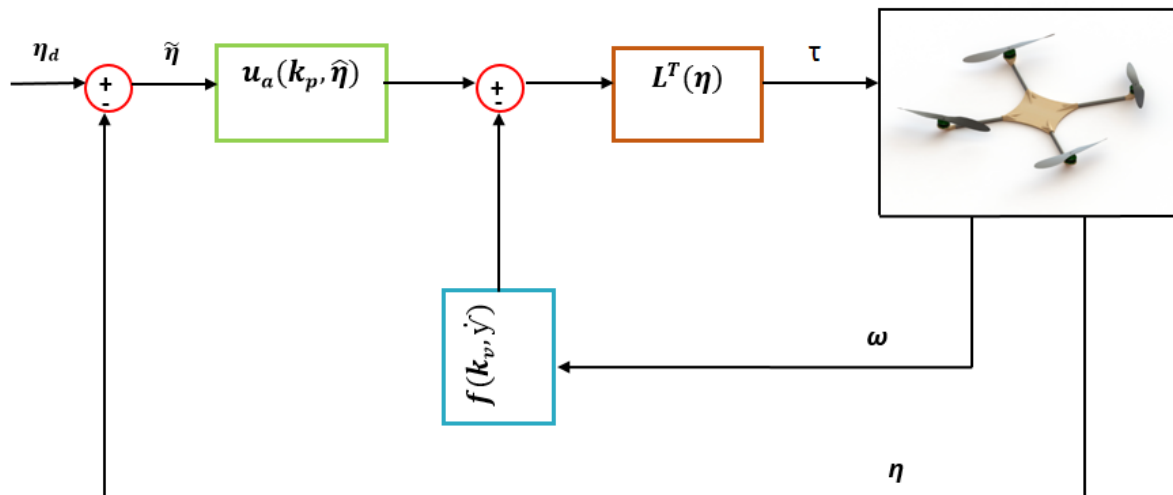 η_d
η̃
u_a(k_p, η̂)
L^T(η)
τ
+
-
+
-
f(k_v, ẏ)
ω
η